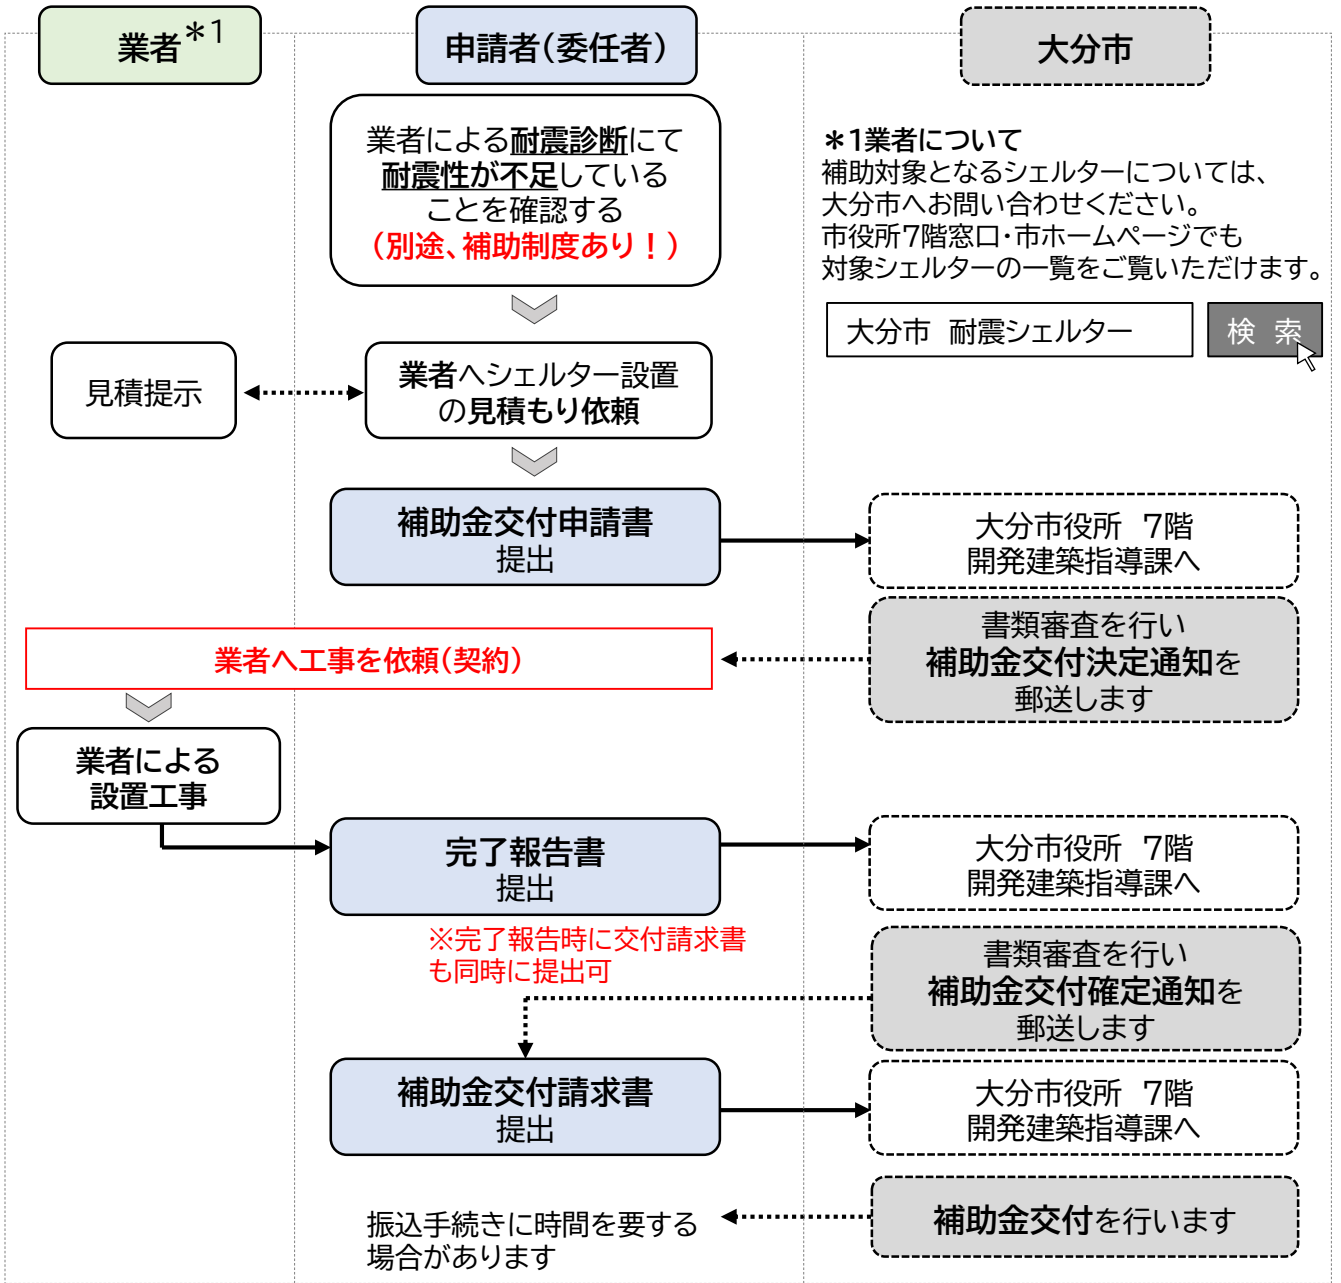 業者＊1
申請者（委任者）
大分市
業者による耐震診断にて
耐震性が不足している
ことを確認する
（別途、補助制度あり！）
＊1業者について
補助対象となるシェルターについては、
大分市へお問い合わせください。
市役所7階窓口・市ホームページでも
対象シェルターの一覧をご覧いただけます。
大分市　耐震シェルター
検　索
見積提示
業者へシェルター設置
の見積もり依頼
補助金交付申請書
提出
大分市役所　7階
開発建築指導課へ
書類審査を行い
補助金交付決定通知を
郵送します
業者へ工事を依頼（契約）
業者による
設置工事
完了報告書
提出
大分市役所　7階
開発建築指導課へ
※完了報告時に交付請求書
も同時に提出可
書類審査を行い
補助金交付確定通知を
郵送します
補助金交付請求書
提出
大分市役所　7階
開発建築指導課へ
補助金交付を行います
振込手続きに時間を要する
場合があります